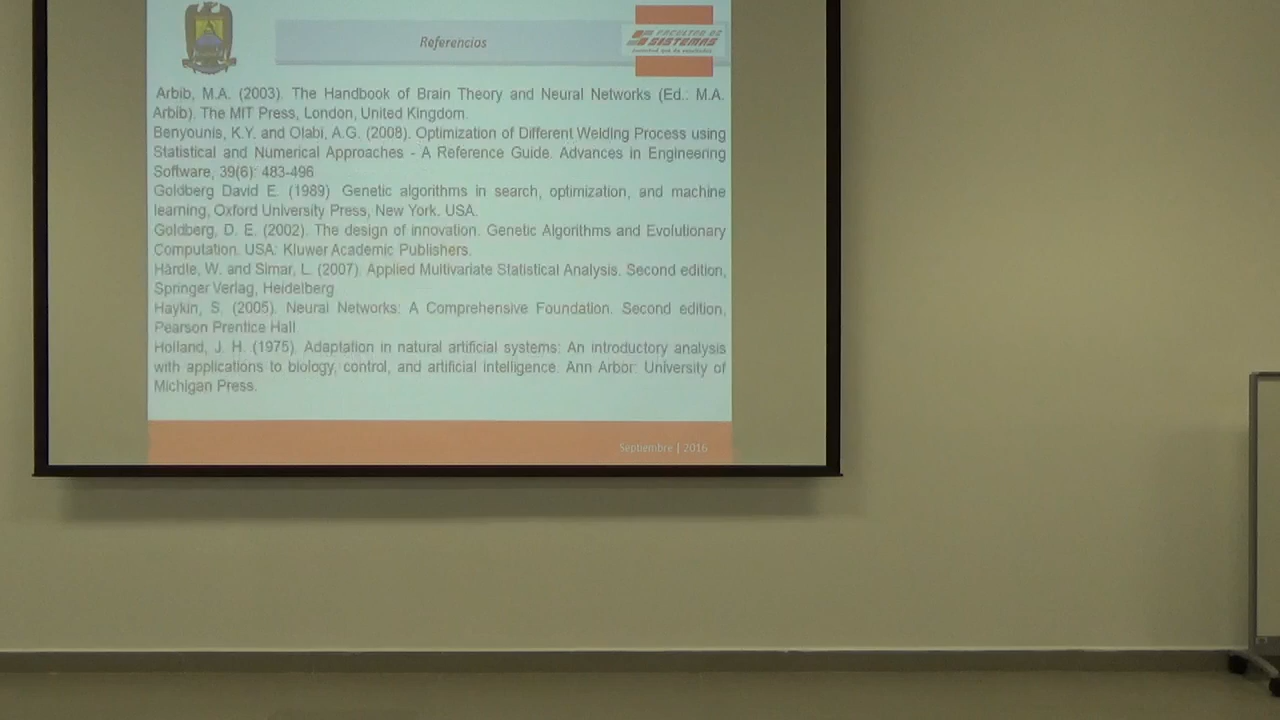 Referencias
FACULTAD DE
SISTEMAS
Arbib, M.A. (2003). The Handbook of Brain Theory and Neural Networks (Ed.: M.A.
Arbib). The MIT Press, London, United Kingdom.
Benyounis, K.Y. and Olabi, A.G. (2008). Optimization of Different Welding Process using
Statistical and Numerical Approaches - A Reference Guide. Advances in Engineering
Software, 39(6): 483-496
Goldberg David E. (1989) Genetic algorithms in search, optimization, and machine
learning, Oxford University Press, New York. USA.
Goldberg, D. E. (2002). The design of innovation. Genetic Algorithms and Evolutionary
Computation. USA: Kluwer Academic Publishers.
Härdle, W. and Simar, L. (2007). Applied Multivariate Statistical Analysis. Second edition,
Springer Verlag, Heidelberg
Haykin, S. (2005). Neural Networks: A Comprehensive Foundation. Second edition,
Pearson Prentice Hall
Holland, J. H. (1975). Adaptation in natural artificial systems: An introductory analysis
with applications to biology, control, and artificial intelligence. Ann Arbor: University of
Michigan Press.
Septiembre | 2016